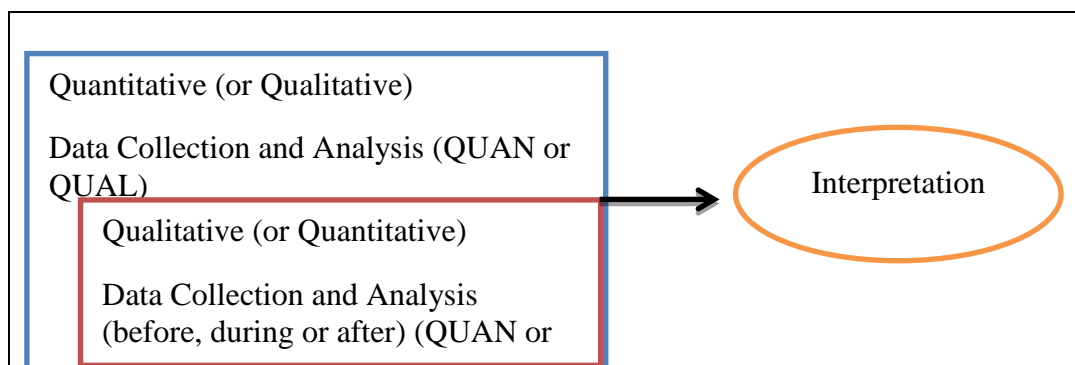 Quantitative (or Qualitative)
Data Collection and Analysis (QUAN or
QUAL)
Qualitative (or Quantitative)
Data Collection and Analysis
(before, during or after) (QUAN or
Interpretation